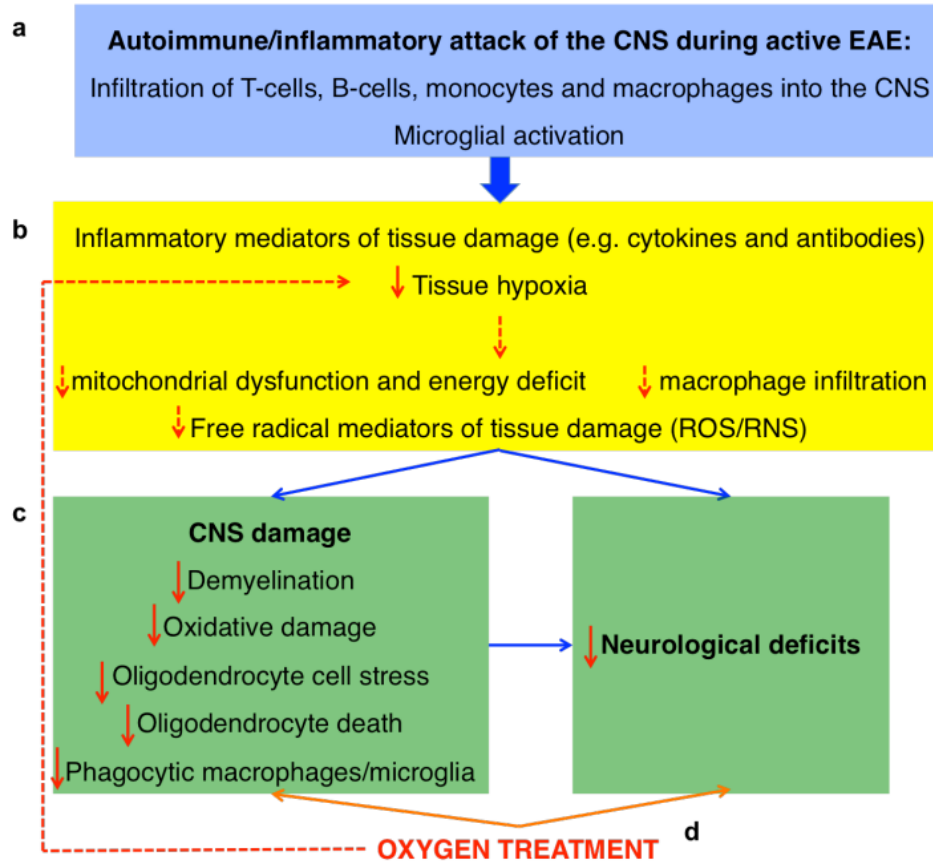 a
Autoimmune/inflammatory attack of the CNS during active EAE:
Infiltration of T-cells, B-cells, monocytes and macrophages into the CNS
Microglial activation
b
Inflammatory mediators of tissue damage (e.g. cytokines and antibodies)
Tissue hypoxia
mitochondrial dysfunction and energy deficit
macrophage infiltration
Free radical mediators of tissue damage (ROS/RNS)
c
CNS damage
Demyelination
Oxidative damage
Oligodendrocyte cell stress
Oligodendrocyte death
Phagocytic macrophages/microglia
Neurological deficits
d
OXYGEN TREATMENT